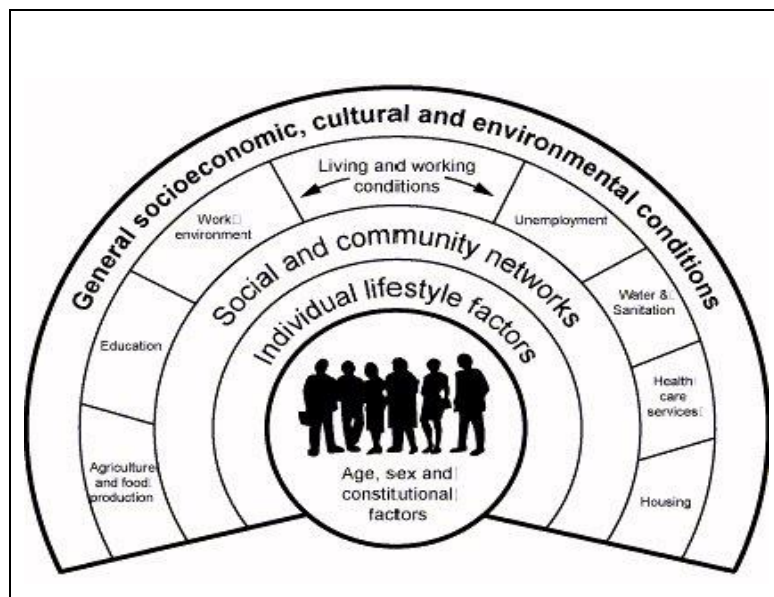 General socioeconomic, cultural and environmental conditions
Living and working
conditions
Work
environment
Unemployment
Education
Water &
Sanitation
Agriculture
and food
production
Health
care
services
Housing
Social and community networks
Individual lifestyle factors
Age, sex and
constitutional
factors